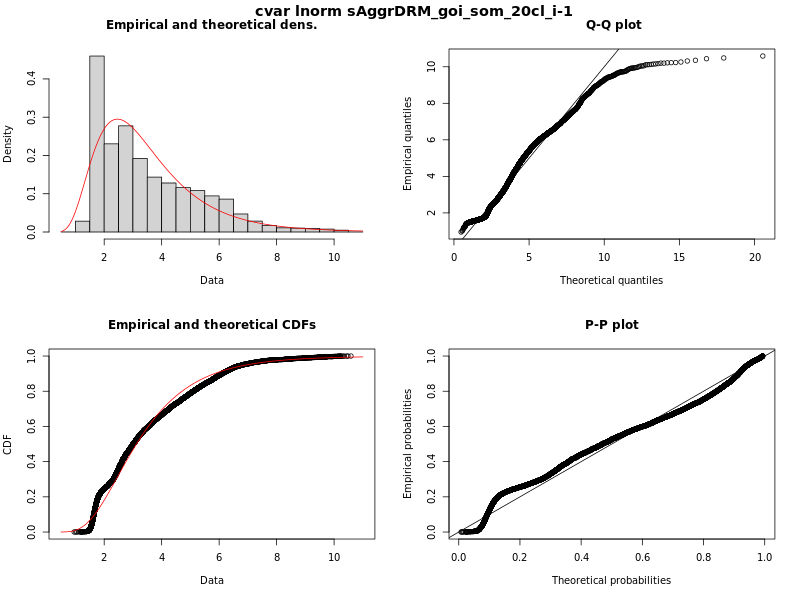 cvar lnorm sAggrDRM_goi_som_20cl_i-1
Empirical and theoretical dens.
Density
0.0 0.1 0.2 0.3 0.4
2 4 6 8 10
Data
Q-Q plot
Empirical quantiles
2 4 6 8 10
0 5 10 15 20
Theoretical quantiles
Empirical and theoretical CDFs
CDF
0.0 0.2 0.4 0.6 0.8 1.0
2 4 6 8 10
Data
P-P plot
Empirical probabilities
0.0 0.2 0.4 0.6 0.8 1.0
0.0 0.2 0.4 0.6 0.8 1.0
Theoretical probabilities